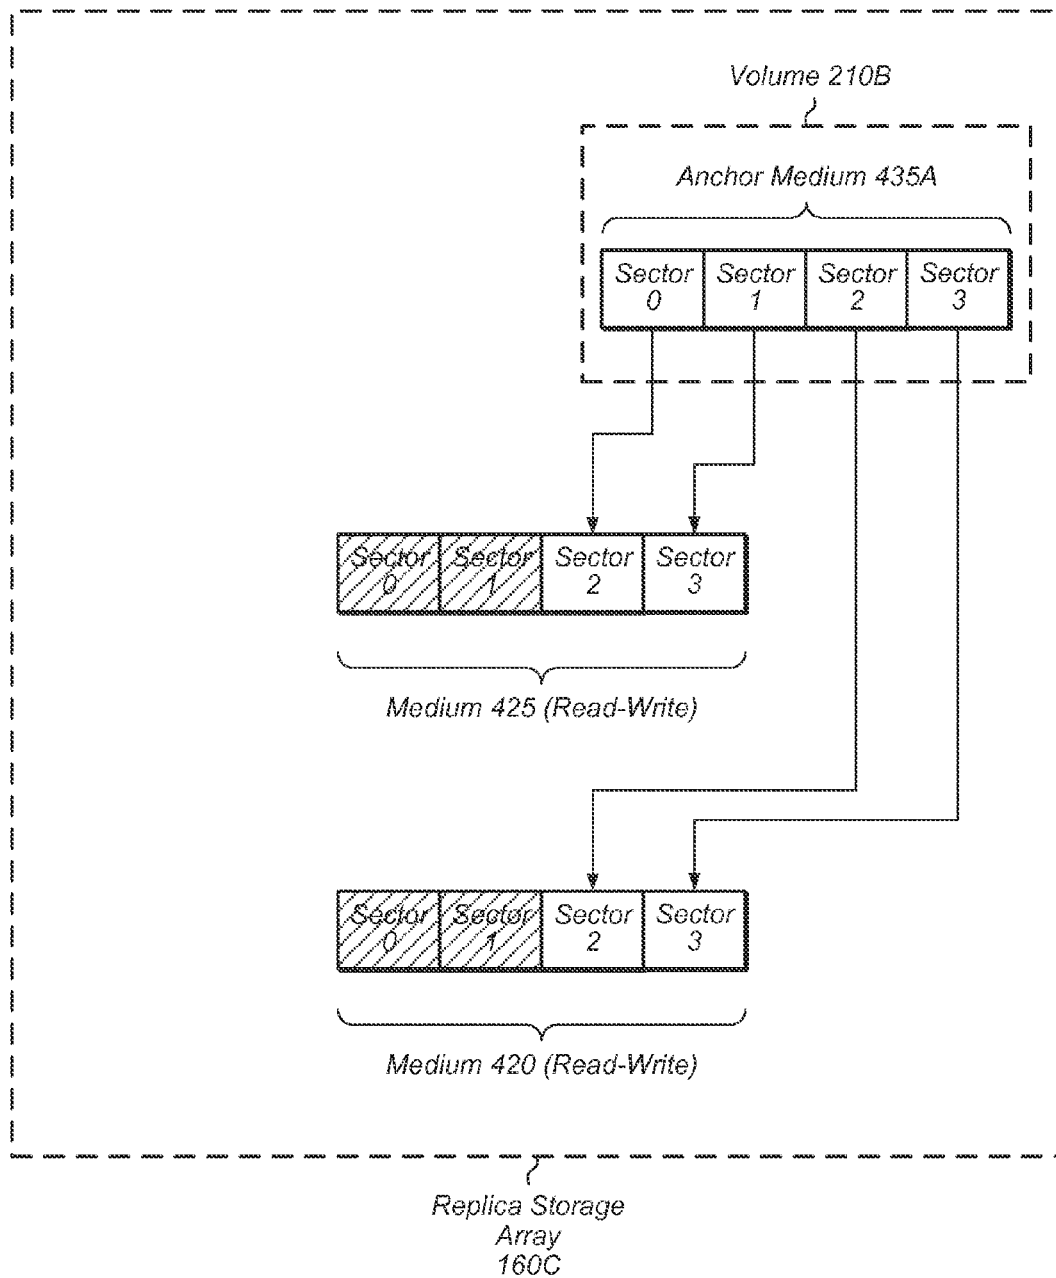 Volume 210B
Anchor Medium 435A
Sector Sector Sector Sector
0 1 2 3
Sector Sector Sector Sector
0 1 2 3
Medium 425 (Read-Write)
Sector Sector Sector Sector
0 1 2 3
Medium 420 (Read-Write)
Replica Storage
Array
160C